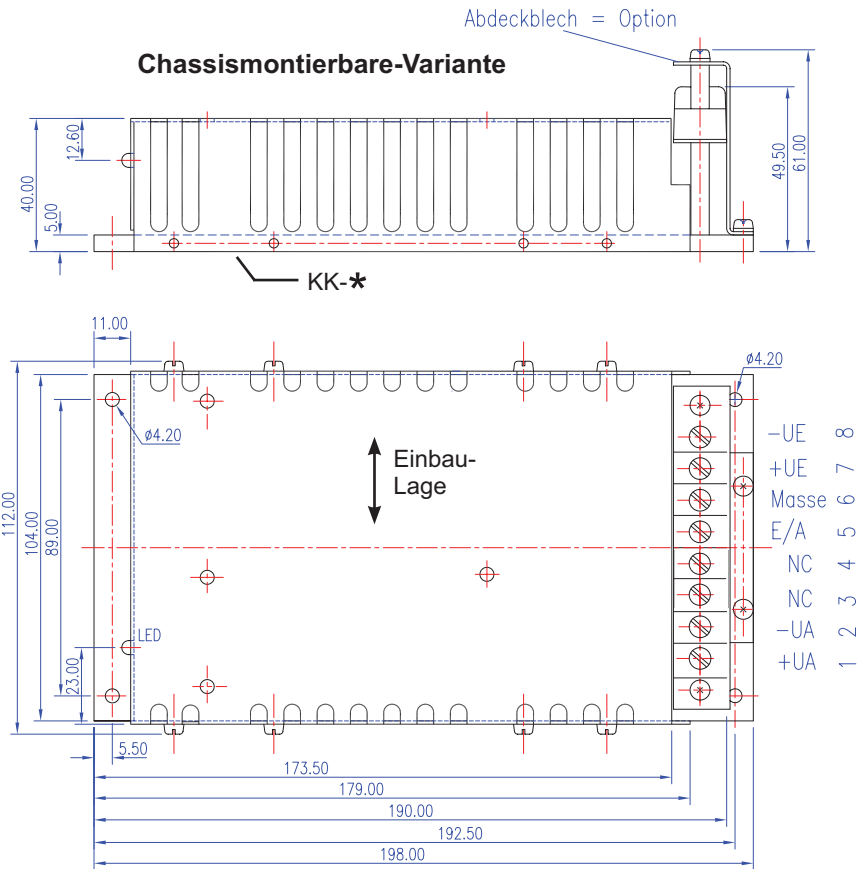 Abdeckblech = Option
Chassismontierbare-Variante
12.60
40.00
5.00
49.50
61.00
KK-*
11.00
ø4.20
ø4.20
Einbau-
Lage
112.00
104.00
89.00
LED
23.00
-UE 8
+UE 7
Masse 6
E/A 5
NC 4
NC 3
-UA 2
+UA 1
5.50
173.50
179.00
190.00
192.50
198.00